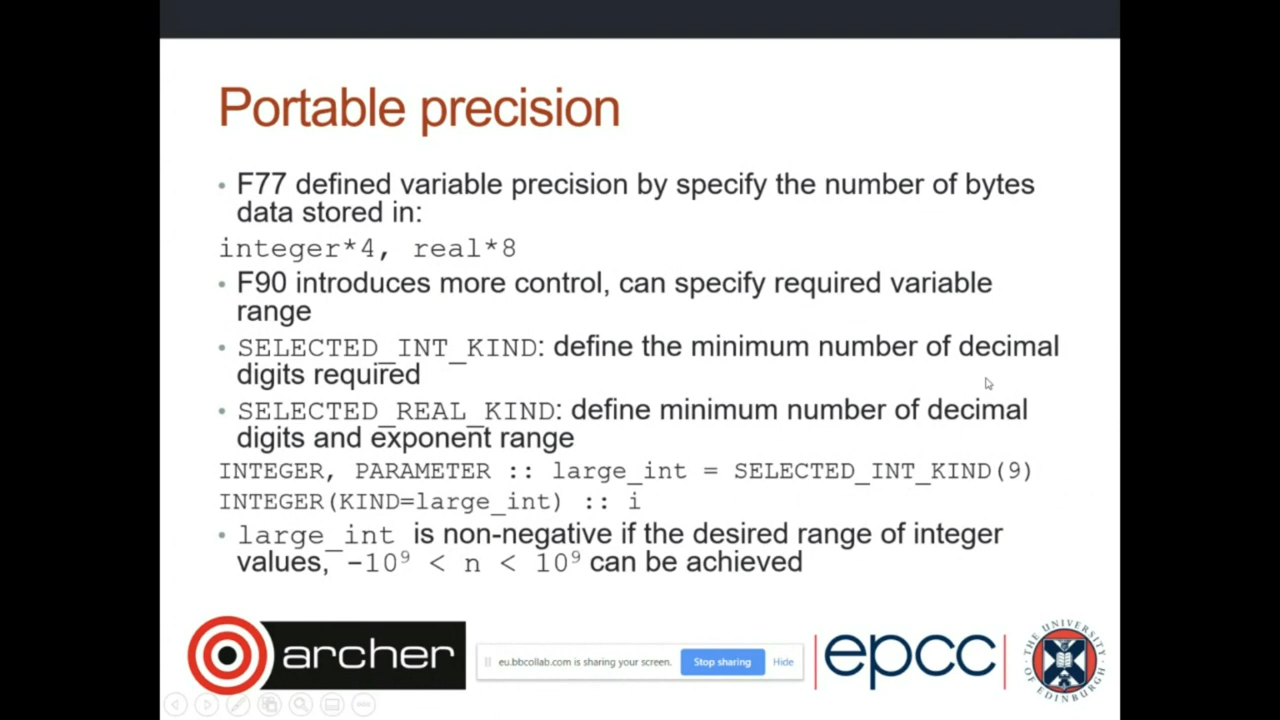 Portable precision
• F77 defined variable precision by specify the number of bytes
data stored in:
integer*4, real*8
• F90 introduces more control, can specify required variable
range
• SELECTED_INT_KIND: define the minimum number of decimal
digits required
• SELECTED_REAL_KIND: define minimum number of decimal
digits and exponent range
INTEGER, PARAMETER :: large_int = SELECTED_INT_KIND(9)
INTEGER(KIND=large_int) :: i
• large_int is non-negative if the desired range of integer
values, -10⁹ < n < 10⁹ can be achieved
archer
eu.bbcollab.com is sharing your screen. Stop sharing Hide
epcc
THE UNIVERSITY
OF EDINBURGH